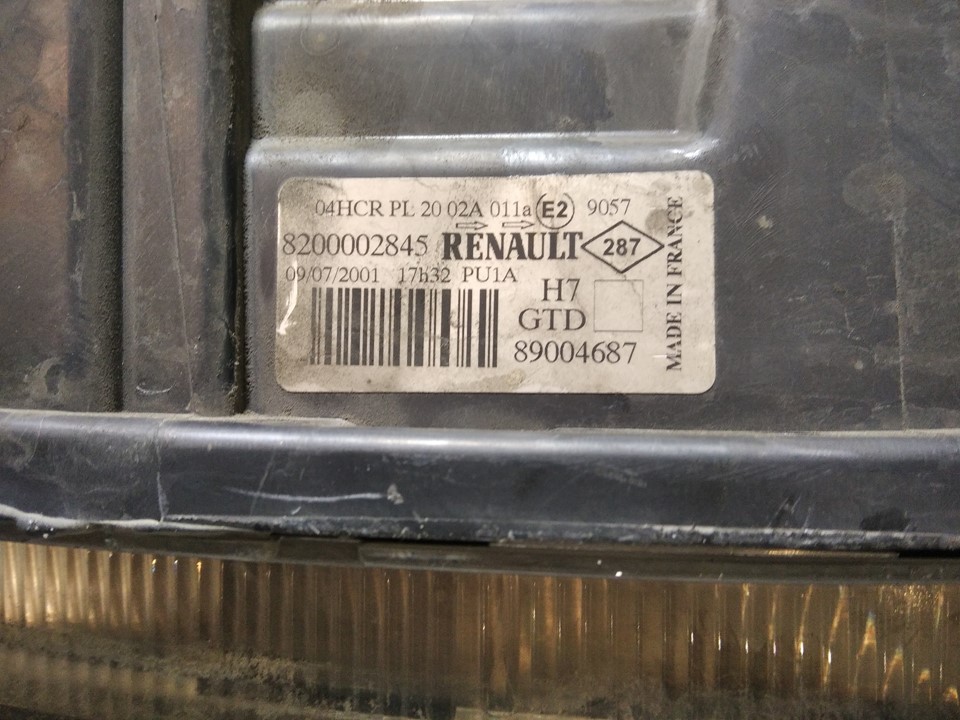 04HCR PL 20 02A 011a E2 9057
8200002845 RENAULT 287
09/07/2001 17h32 PU1A
H7
GTD
89004687
MADE IN FRANCE